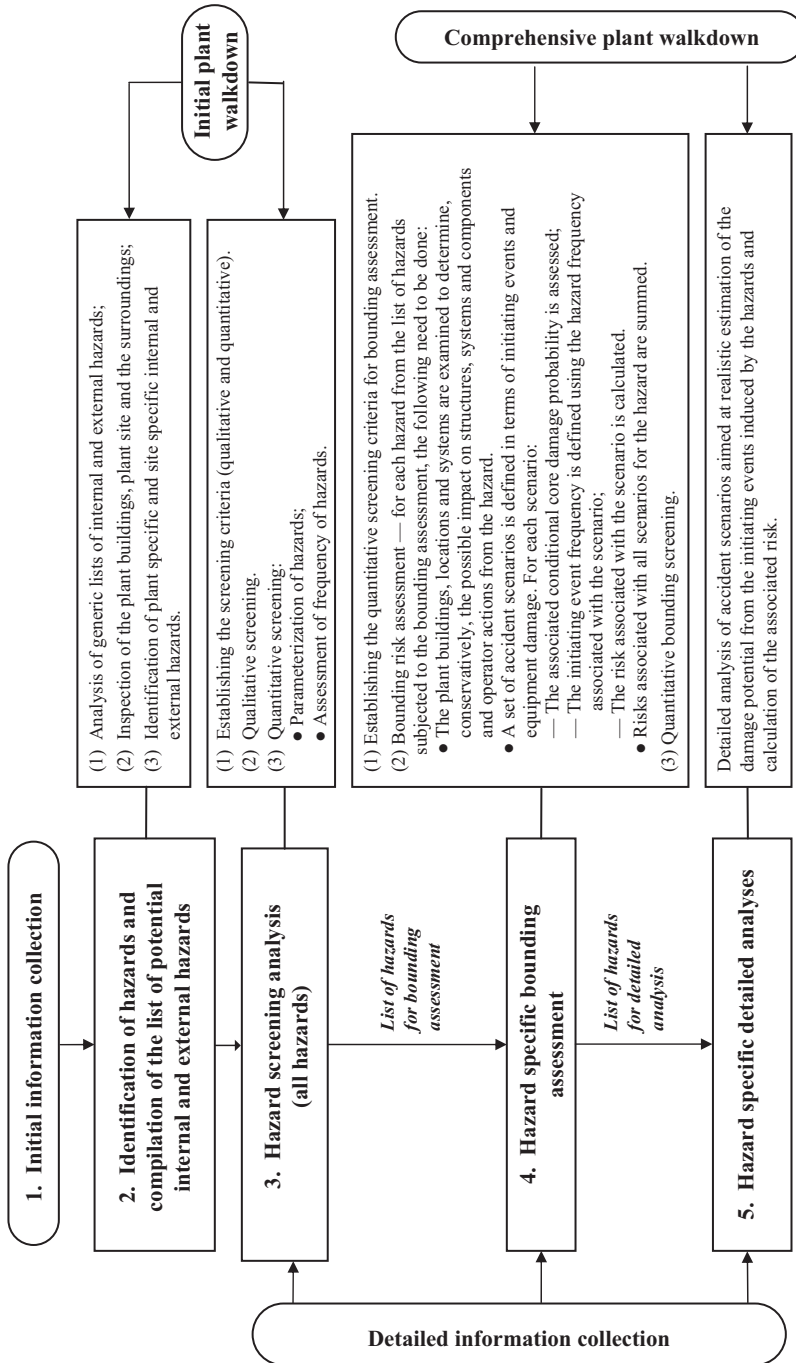 1. Initial information collection
2. Identification of hazards and
compilation of the list of potential
internal and external hazards
(1) Analysis of generic lists of internal and external hazards;
(2) Inspection of the plant buildings, plant site and the surroundings;
(3) Identification of plant specific and site specific internal and
external hazards.
Initial plant
walkdown
3. Hazard screening analysis
(all hazards)
(1) Establishing the screening criteria (qualitative and quantitative).
(2) Qualitative screening.
(3) Quantitative screening:
● Parameterization of hazards;
● Assessment of frequency of hazards.
List of hazards
for bounding
assessment
4. Hazard specific bounding
assessment
(1) Establishing the quantitative screening criteria for bounding assessment.
(2) Bounding risk assessment — for each hazard from the list of hazards
subjected to the bounding assessment, the following need to be done:
● The plant buildings, locations and systems are examined to determine,
conservatively, the possible impact on structures, systems and components
and operator actions from the hazard.
● A set of accident scenarios is defined in terms of initiating events and
equipment damage. For each scenario:
— The associated conditional core damage probability is assessed;
— The initiating event frequency is defined using the hazard frequency
associated with the scenario;
— The risk associated with the scenario is calculated.
● Risks associated with all scenarios for the hazard are summed.
(3) Quantitative bounding screening.
Comprehensive plant walkdown
List of hazards
for detailed
analysis
5. Hazard specific detailed analyses
Detailed analysis of accident scenarios aimed at realistic estimation of the
damage potential from the initiating events induced by the hazards and
calculation of the associated risk.
Detailed information collection